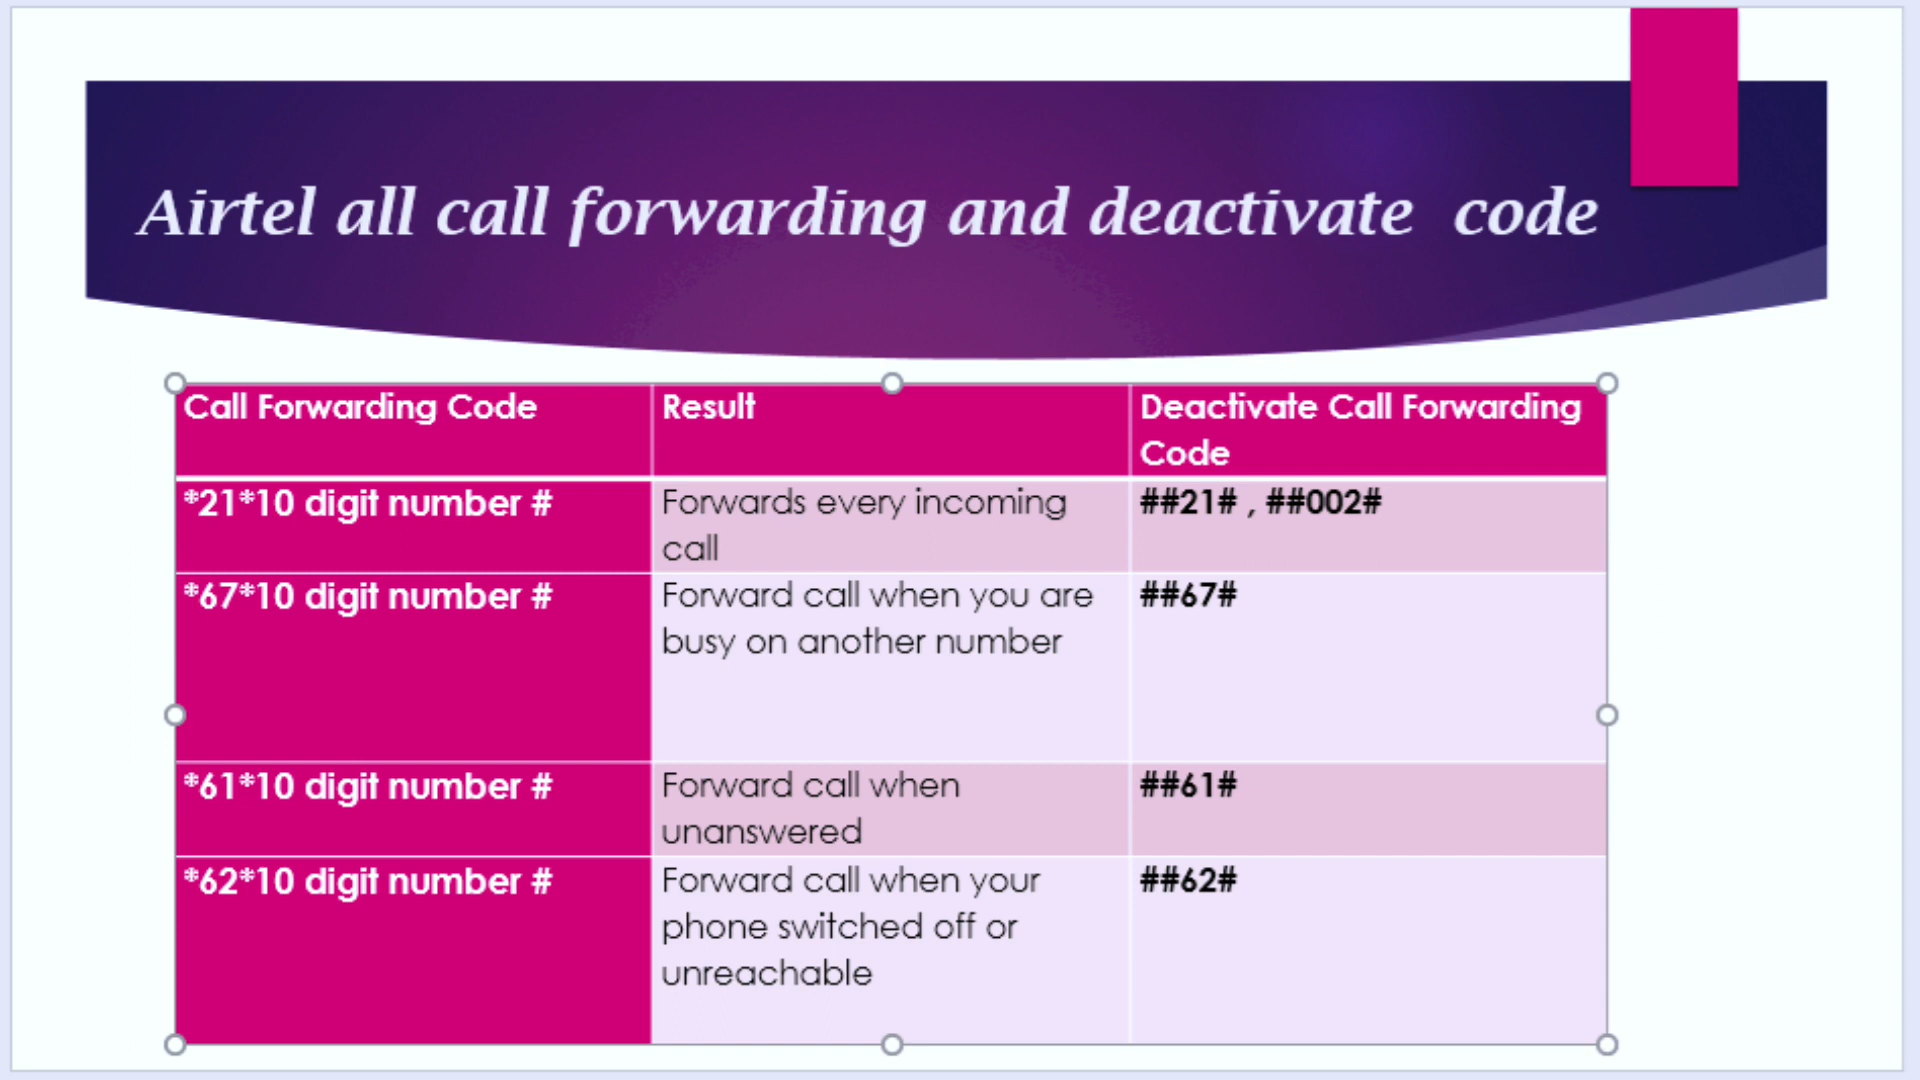 Airtel all call forwarding and deactivate  code
Call Forwarding Code
Result
Deactivate Call Forwarding
Code
*21*10 digit number #
Forwards every incoming
call
##21# , ##002#
*67*10 digit number #
Forward call when you are
busy on another number
##67#
*61*10 digit number #
Forward call when
unanswered
##61#
*62*10 digit number #
Forward call when your
phone switched off or
unreachable
##62#